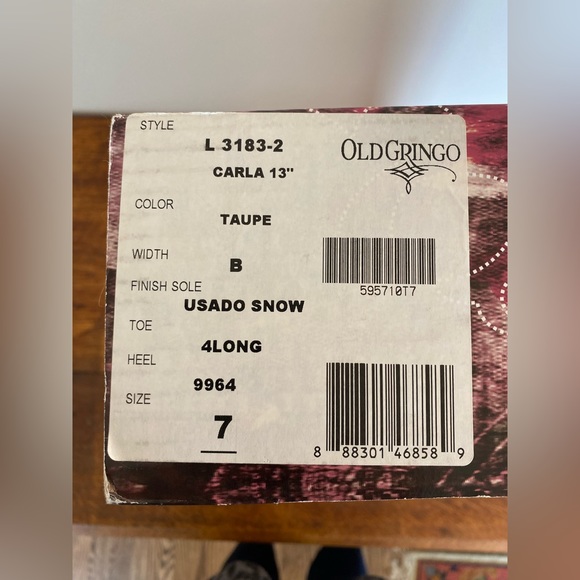 STYLE
L 3183-2
CARLA 13"
OLD GRINGO
COLOR
TAUPE
WIDTH
B
595710T7
FINISH SOLE
USADO SNOW
TOE
4LONG
HEEL
9964
SIZE
7
8 88301 46858 9